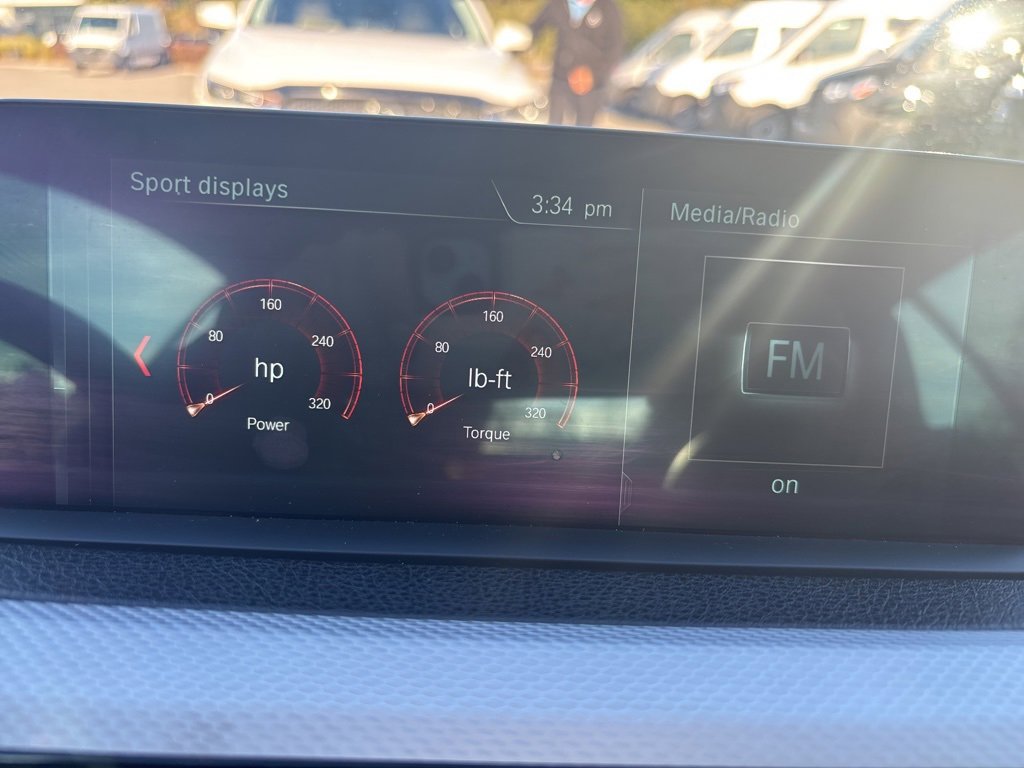 Sport displays
3:34 pm
Media/Radio
160
80
240
hp
0
320
Power
160
80
240
lb-ft
0
320
Torque
FM
on